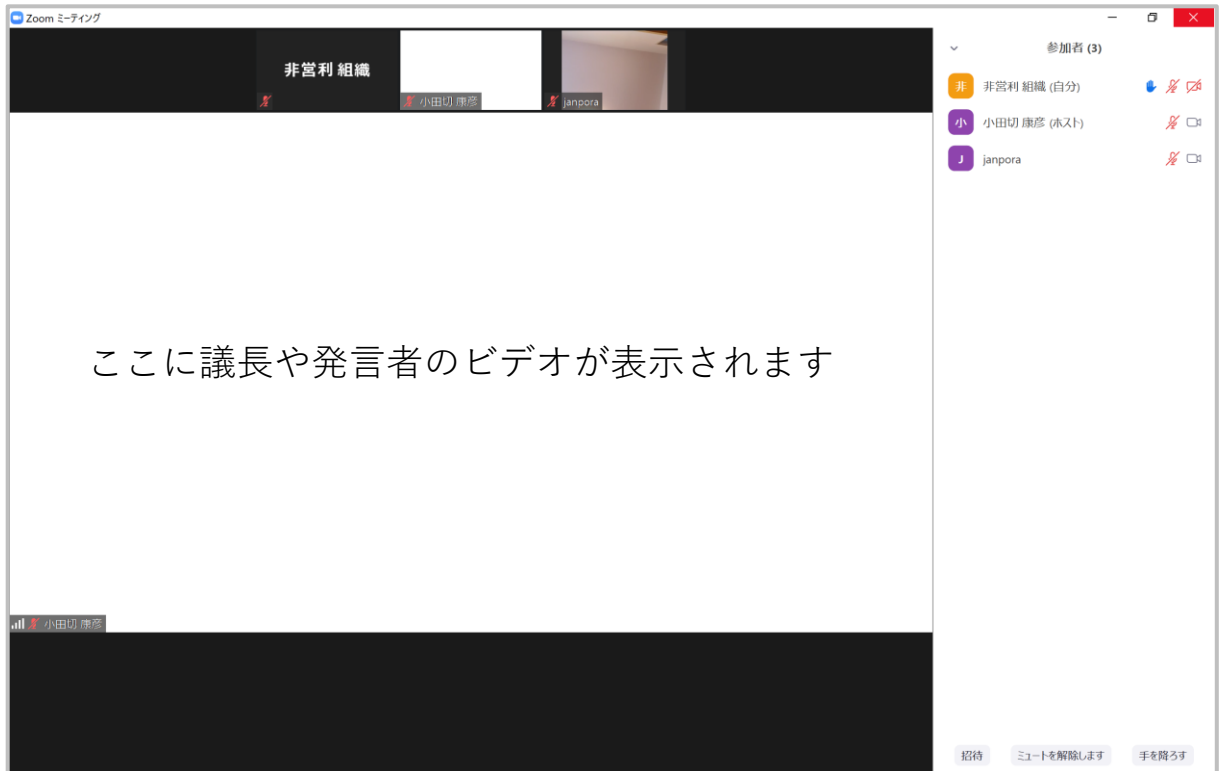 Zoom ミーティング
非営利 組織
小田切 康彦
janpora
ここに議長や発言者のビデオが表示されます
小田切 康彦
参加者 (3)
非 非営利 組織 (自分)
小 小田切 康彦 (ホスト)
J janpora
招待 ミュートを解除します 手を降ろす